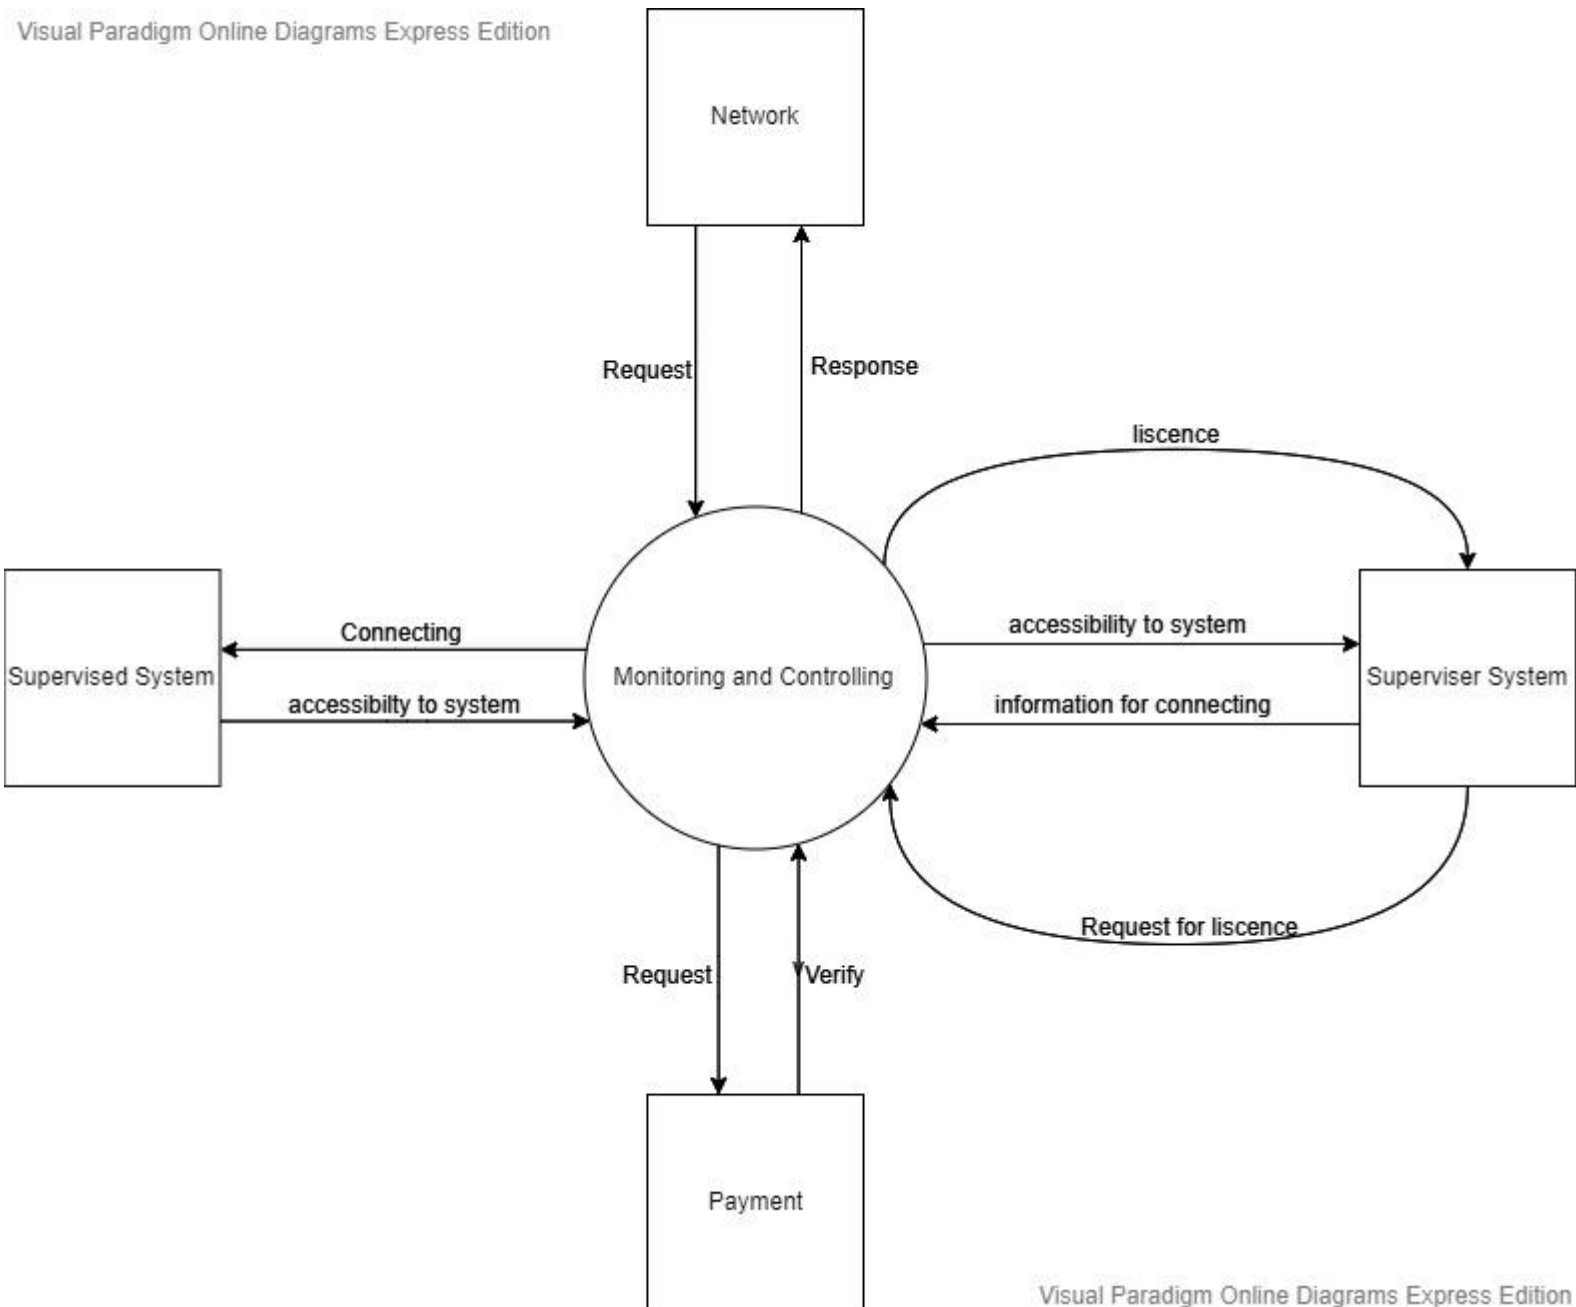 Visual Paradigm Online Diagrams Express Edition
Network
Request
Response
liscence
Connecting
accessibility to system
Supervised System
Monitoring and Controlling
Superviser System
accessibilty to system
information for connecting
Request for liscence
Request
Verify
Payment
Visual Paradigm Online Diagrams Express Edition